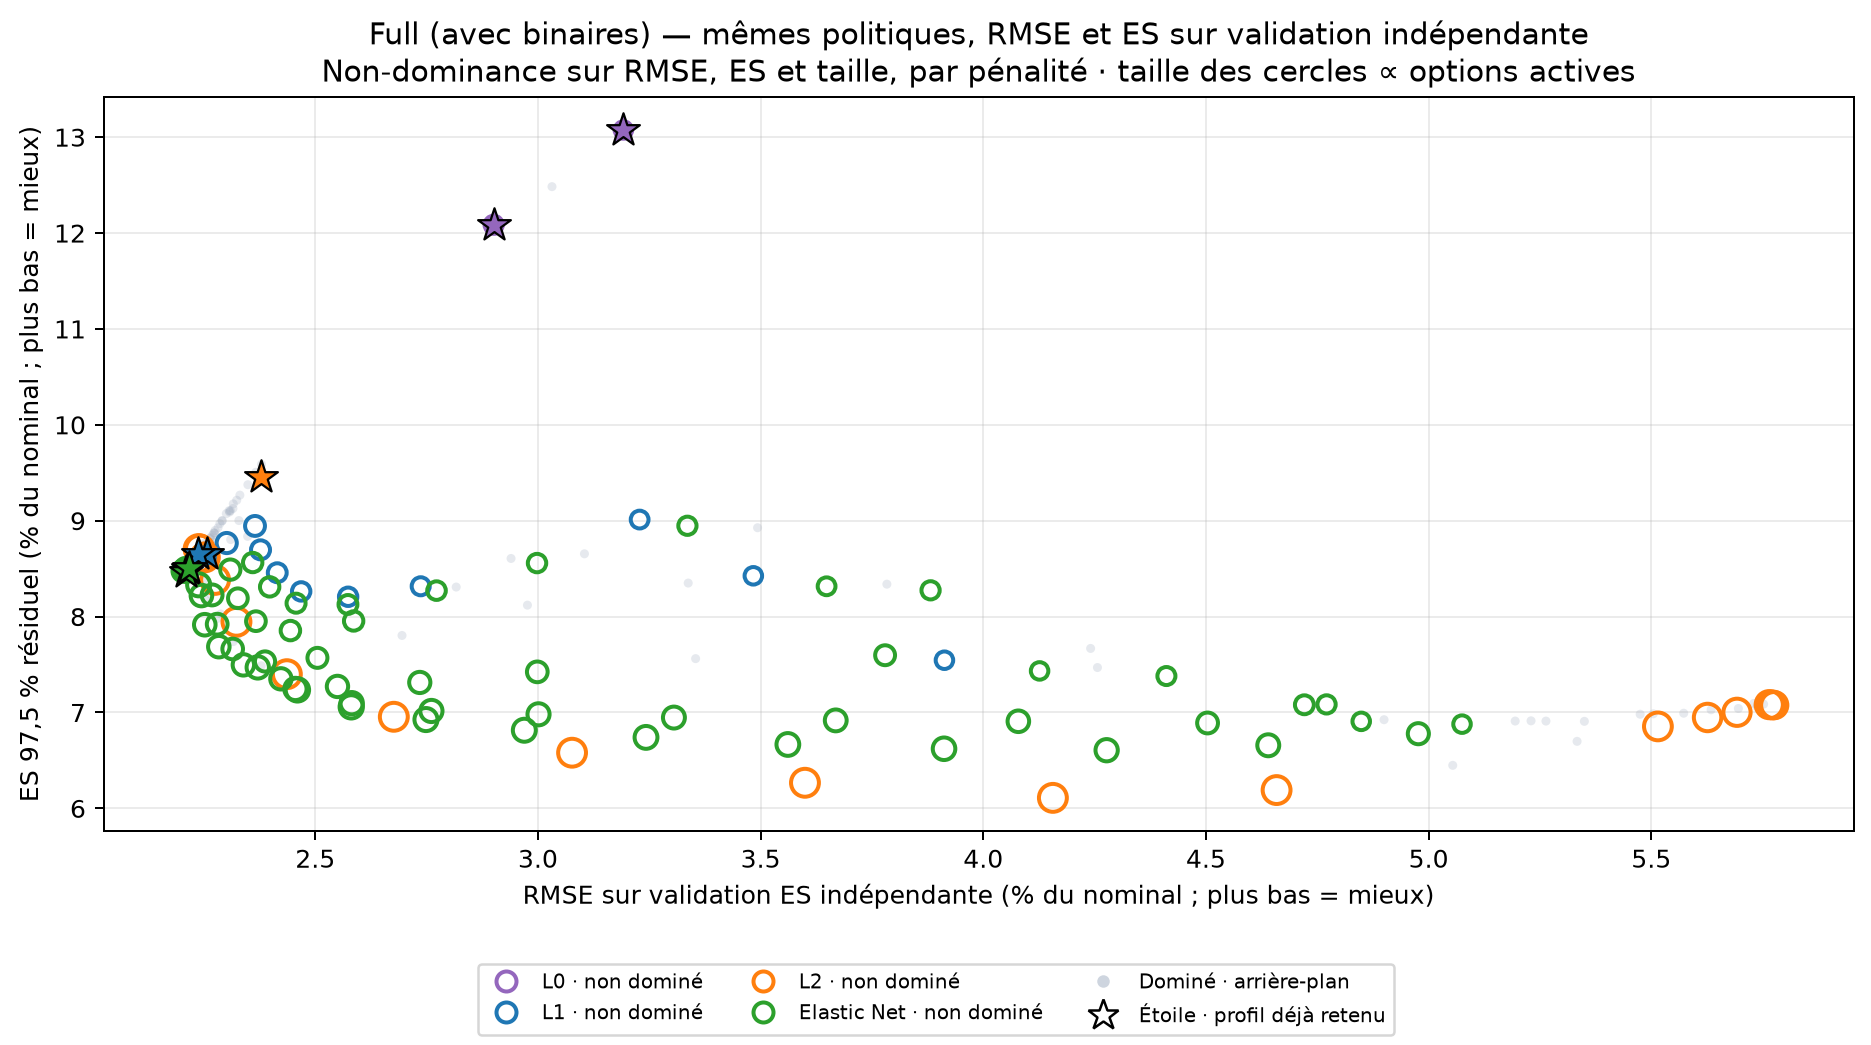 Full (avec binaires) — mêmes politiques, RMSE et ES sur validation indépendante
Non-dominance sur RMSE, ES et taille, par pénalité · taille des cercles ∝ options actives
ES 97,5 % résiduel (% du nominal ; plus bas = mieux)
13
12
11
10
9
8
7
6
2.5 3.0 3.5 4.0 4.5 5.0 5.5
RMSE sur validation ES indépendante (% du nominal ; plus bas = mieux)
L0 · non dominé
L1 · non dominé
L2 · non dominé
Elastic Net · non dominé
Dominé · arrière-plan
Étoile · profil déjà retenu